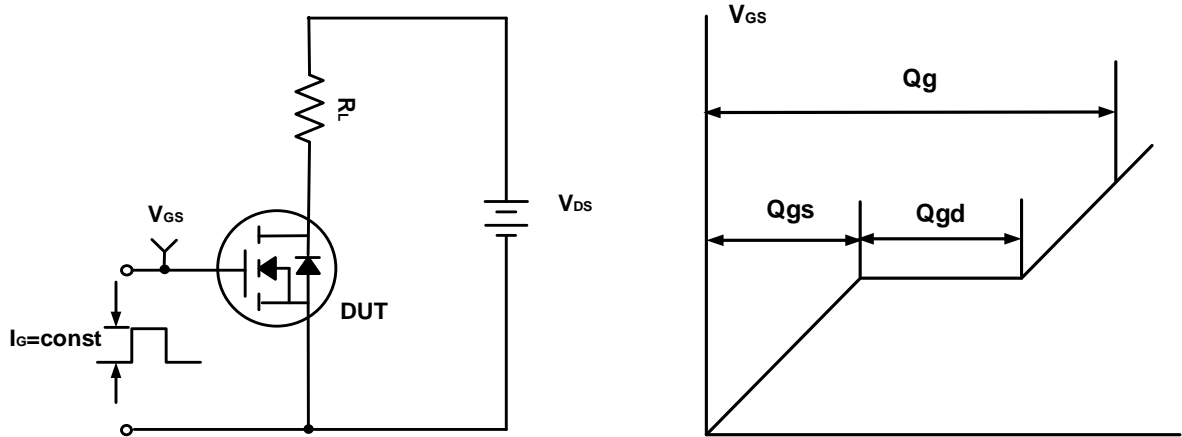 RL
VGS
VDS
DUT
IG=const
VGS
Qg
Qgs
Qgd